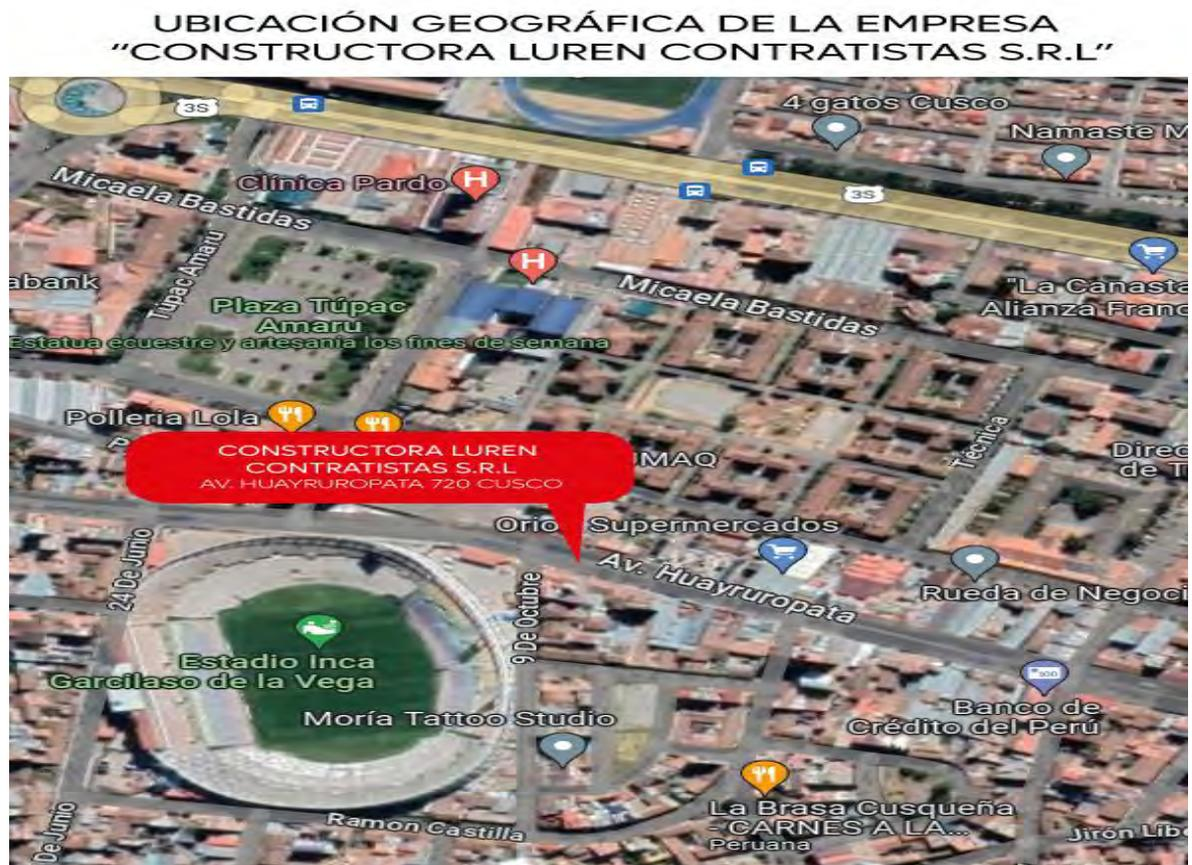 UBICACIÓN GEOGRÁFICA DE LA EMPRESA
"CONSTRUCTORA LUREN CONTRATISTAS S.R.L"
3S
4 gatos Cusco
Namaste M
Clínica Pardo
H
Micaela Bastidas
3S
H
Túpac Amaru
abank
Plaza Túpac
Amaru
Estatua ecuestre y artesanía los fines de semana
Micaela Bastidas
"La Canasta
Alianza Franc
Polleria Lola
P
CONSTRUCTORA LUREN
CONTRATISTAS S.R.L
AV. HUAYRUROPATA 720 CUSCO
UMAQ
Técnica
Direc
de T
Supermercados
24 De Junio
9 De Octubre
Av. Huayruropata
Rueda de Negoci
Estadio Inca
Garcilaso de la Vega
Moría Tattoo Studio
Banco de
Crédito del Perú
La Brasa Cusqueña
- CARNES A LA...
Peruana
De Junio
Ramon Castilla
Jirón Libe